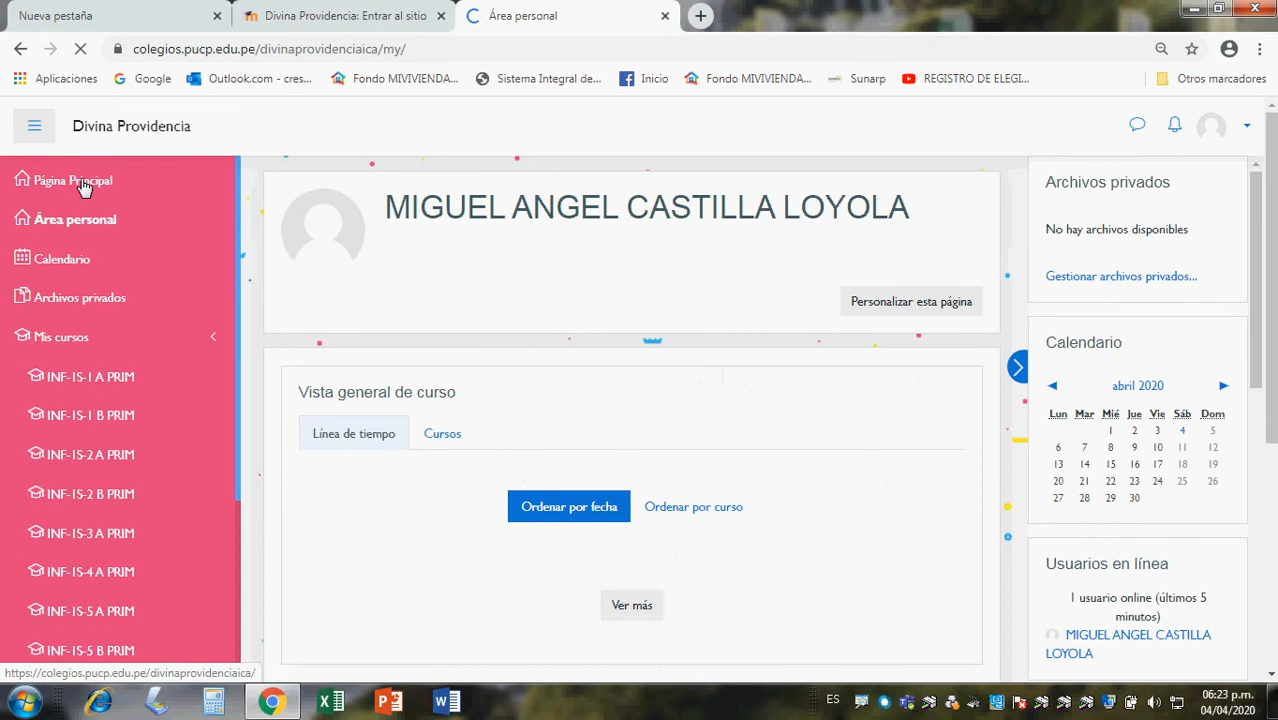 Nueva pestaña
Divina Providencia: Entrar al sitio
Área personal
colegios.pucp.edu.pe/divinaprovidenciaica/my/
Aplicaciones
Google
Outlook.com - cres...
Fondo MIVIVIENDA...
Sistema Integral de...
Inicio
Fondo MIVIVIENDA...
Sunarp
REGISTRO DE ELEGI...
Otros marcadores
Divina Providencia
Página Principal
Área personal
Calendario
Archivos privados
Mis cursos
INF-1S-1 A PRIM
INF-1S-1 B PRIM
INF-1S-2 A PRIM
INF-1S-2 B PRIM
INF-1S-3 A PRIM
INF-1S-4 A PRIM
INF-1S-5 A PRIM
INF-1S-5 B PRIM
MIGUEL ANGEL CASTILLA LOYOLA
Personalizar esta página
Vista general de curso
Línea de tiempo
Cursos
Ordenar por fecha
Ordenar por curso
Ver más
Archivos privados
No hay archivos disponibles
Gestionar archivos privados...
Calendario
abril 2020
Lun Mar Mié Jue Vie Sáb Dom
1 2 3 4 5
6 7 8 9 10 11 12
13 14 15 16 17 18 19
20 21 22 23 24 25 26
27 28 29 30
Usuarios en línea
1 usuario online (últimos 5
minutos)
MIGUEL ANGEL CASTILLA
LOYOLA
https://colegios.pucp.edu.pe/divinaprovidenciaica/
ES
06:23 p.m.
04/04/2020